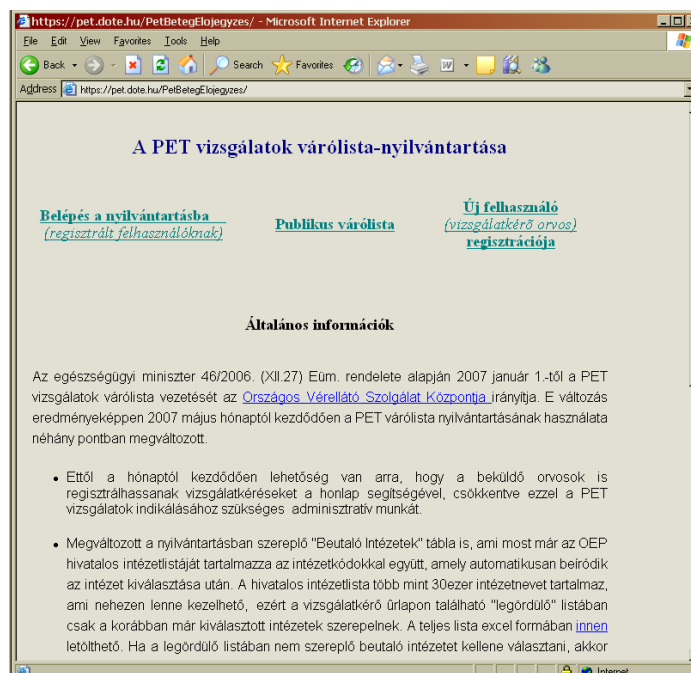 https://pet.dote.hu/PetBetegElojegyzes/ - Microsoft Internet Explorer
File Edit View Favorites Tools Help
Back Search Favorites
Address https://pet.dote.hu/PetBetegElojegyzes/
A PET vizsgálatok várólista-nyilvántartása
Belépés a nyilvántartásba
(regisztrált felhasználóknak)
Publikus várólista
Új felhasználó
(vizsgálatkérő orvos)
regisztrációja
Általános információk
Az egészségügyi miniszter 46/2006. (XII.27) Eüm. rendelete alapján 2007 január 1.-től a PET
vizsgálatok várólista vezetését az Országos Vérellátó Szolgálat Központja irányítja. E változás
eredményeképpen 2007 május hónaptól kezdődően a PET várólista nyilvántartásának használata
néhány pontban megváltozott.
• Ettől a hónaptól kezdődően lehetőség van arra, hogy a beküldő orvosok is
regisztrálhassanak vizsgálatkéréseket a honlap segítségével, csökkentve ezzel a PET
vizsgálatok indikálásához szükséges adminisztratív munkát.
• Megváltozott a nyilvántartásban szereplő "Beutaló Intézetek" tábla is, ami most már az OEP
hivatalos intézetlistáját tartalmazza az intézetkódokkal együtt, amely automatikusan beíródik
az intézet kiválasztása után. A hivatalos intézetlista több mint 30ezer intézetnevet tartalmaz,
ami nehezen lenne kezelhető, ezért a vizsgálatkérő űrlapon található "legördülő" listában
csak a korábban már kiválasztott intézetek szerepelnek. A teljes lista excel formában innen
letölthető. Ha a legördülő listában nem szereplő beutaló intézetet kellene választani, akkor
Internet